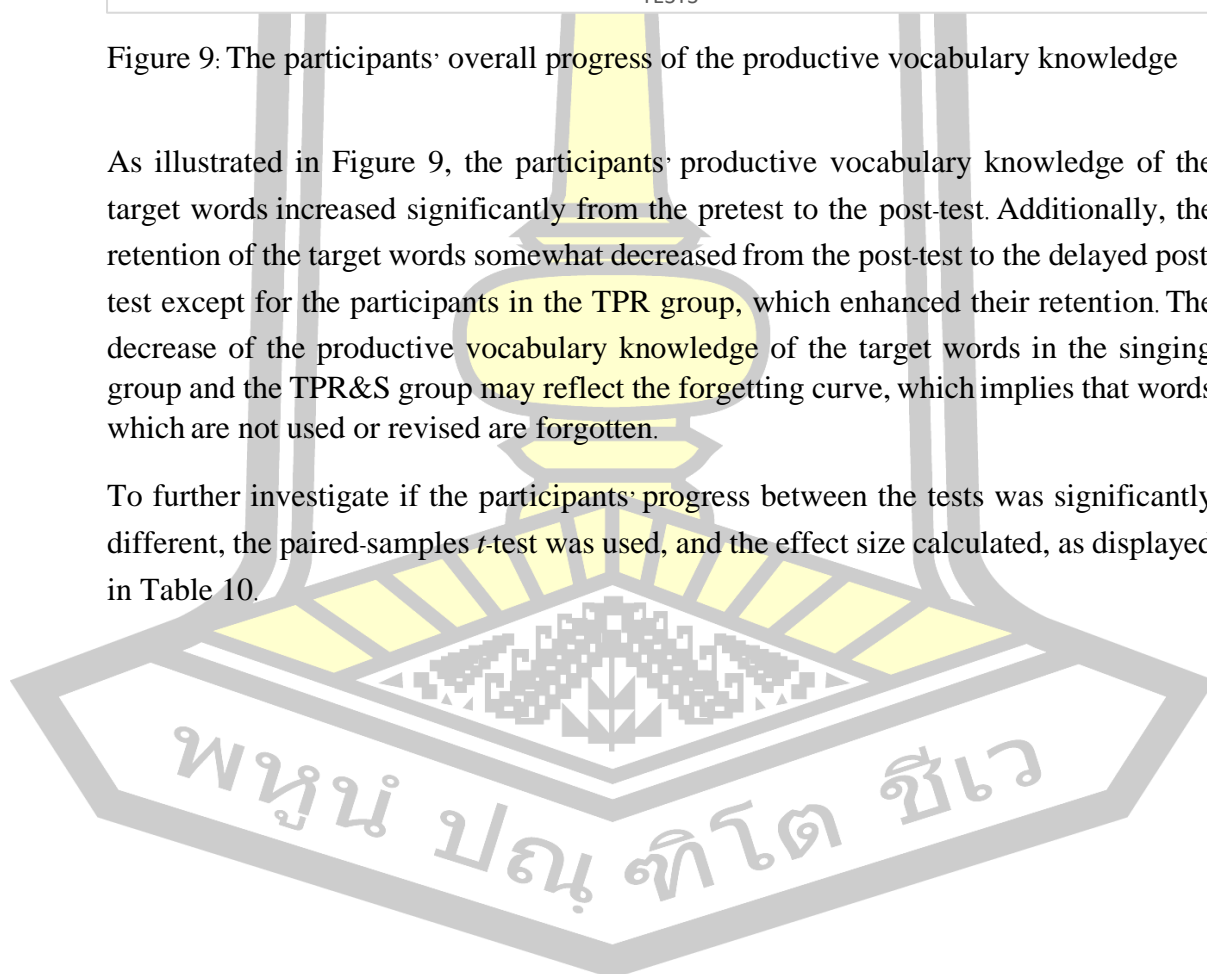 TESTS
Figure 9: The participants' overall progress of the productive vocabulary knowledge
As illustrated in Figure 9, the participants' productive vocabulary knowledge of the
target words increased significantly from the pretest to the post-test. Additionally, the
retention of the target words somewhat decreased from the post-test to the delayed post
test except for the participants in the TPR group, which enhanced their retention. The
decrease of the productive vocabulary knowledge of the target words in the singing
group and the TPR&S group may reflect the forgetting curve, which implies that words
which are not used or revised are forgotten.
To further investigate if the participants' progress between the tests was significantly
different, the paired-samples t-test was used, and the effect size calculated, as displayed
in Table 10.
พหูนํ ปณฺฑิโต ชีเว